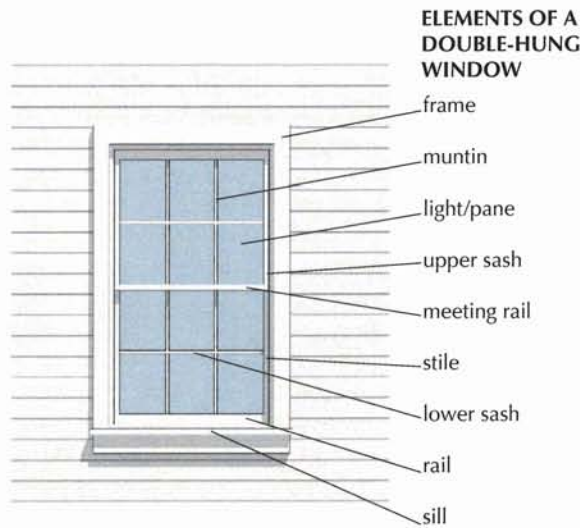 ELEMENTS OF A
DOUBLE-HUNG
WINDOW
frame
muntin
light/pane
upper sash
meeting rail
stile
lower sash
rail
sill